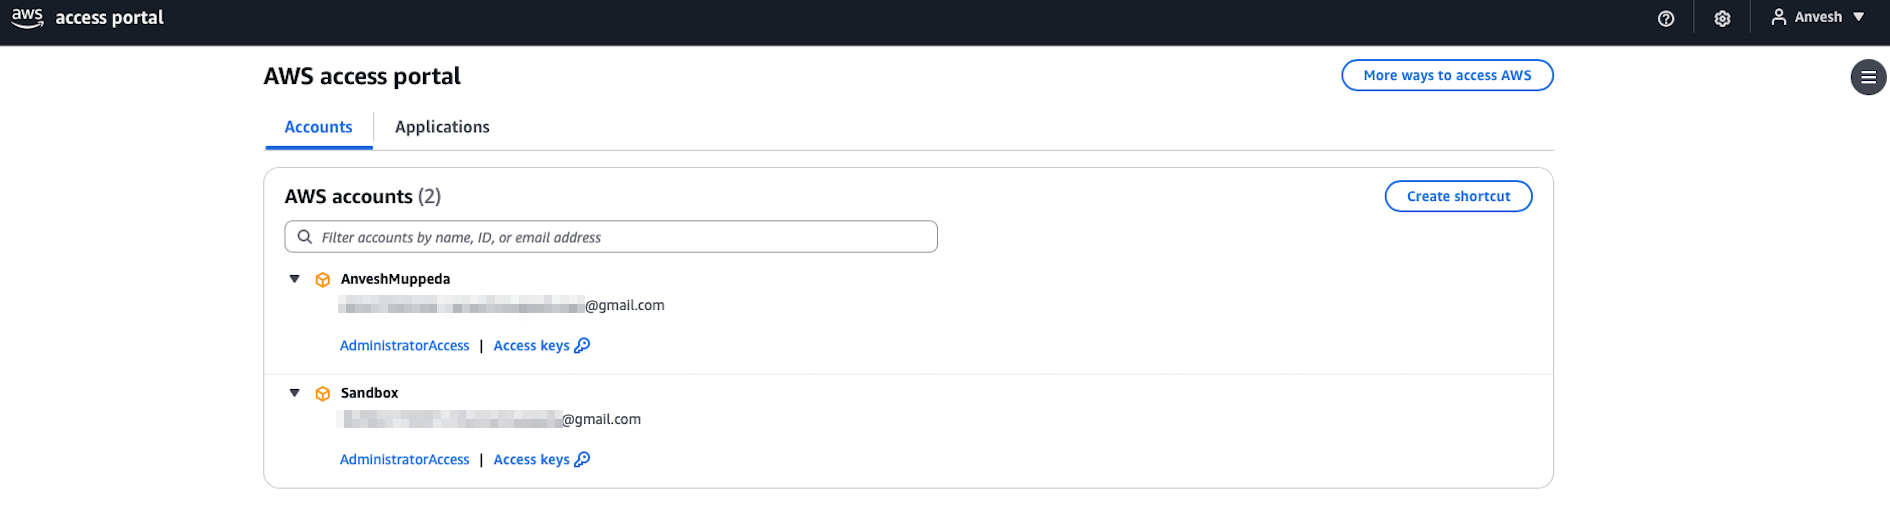 aws access portal
Anvesh
AWS access portal
More ways to access AWS
Accounts
Applications
AWS accounts (2)
Create shortcut
Filter accounts by name, ID, or email address
AnveshMuppeda
@gmail.com
AdministratorAccess | Access keys
Sandbox
@gmail.com
AdministratorAccess | Access keys